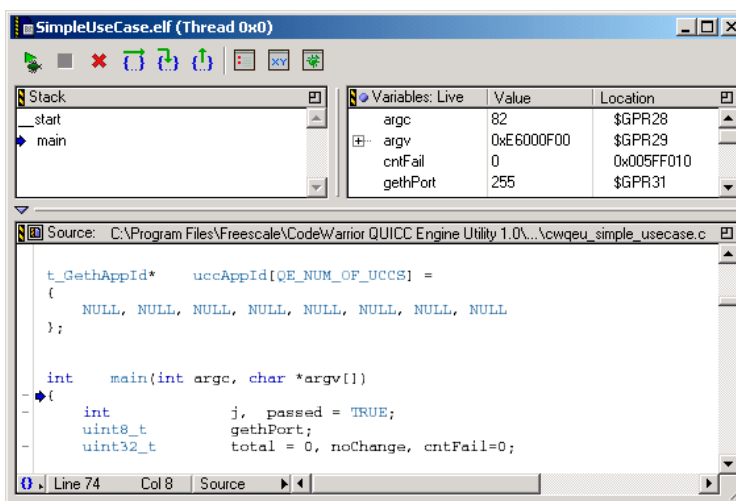 SimpleUseCase.elf (Thread 0x0)
Stack
__start
main
Variables: Live Value Location
argc 82 $GPR28
argv 0xE6000F00 $GPR29
cntFail 0 0x005FF010
gethPort 255 $GPR31
Source: C:\Program Files\Freescale\CodeWarrior QUICC Engine Utility 1.0\...\cwqeu_simple_usecase.c
t_GethAppId* uccAppId[QE_NUM_OF_UCCS] =
{
NULL, NULL, NULL, NULL, NULL, NULL, NULL, NULL
};
int main(int argc, char *argv[])
{
int j, passed = TRUE;
uint8_t gethPort;
uint32_t total = 0, noChange, cntFail=0;
Line 74 Col 8 Source